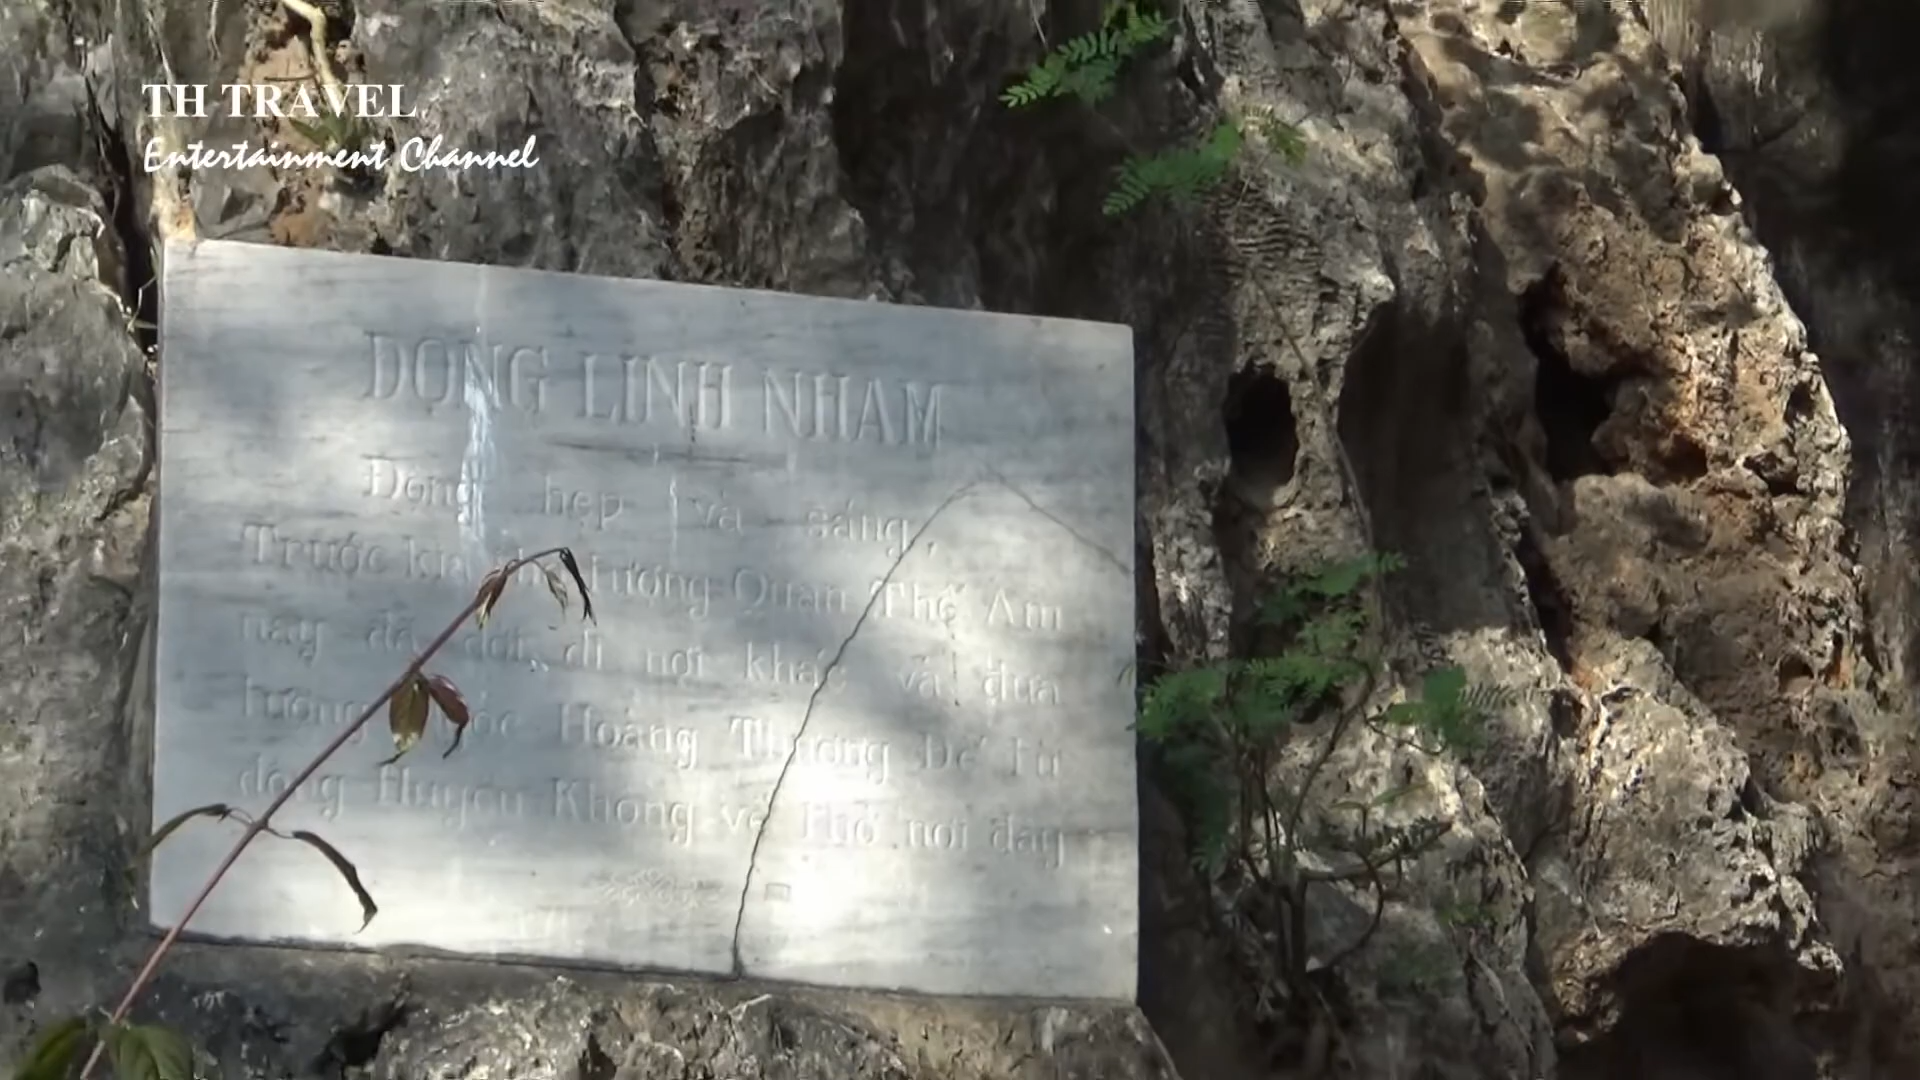 TH TRAVEL
Entertainment Channel
ĐỘNG LINH NHAM
Động hẹp và sáng,
Trước kia thờ tượng Quan Thế Âm
nay đã dời đi nơi khác và đưa
tượng Ngọc Hoàng Thượng Đế từ
động Huyền Không về thờ nơi đây